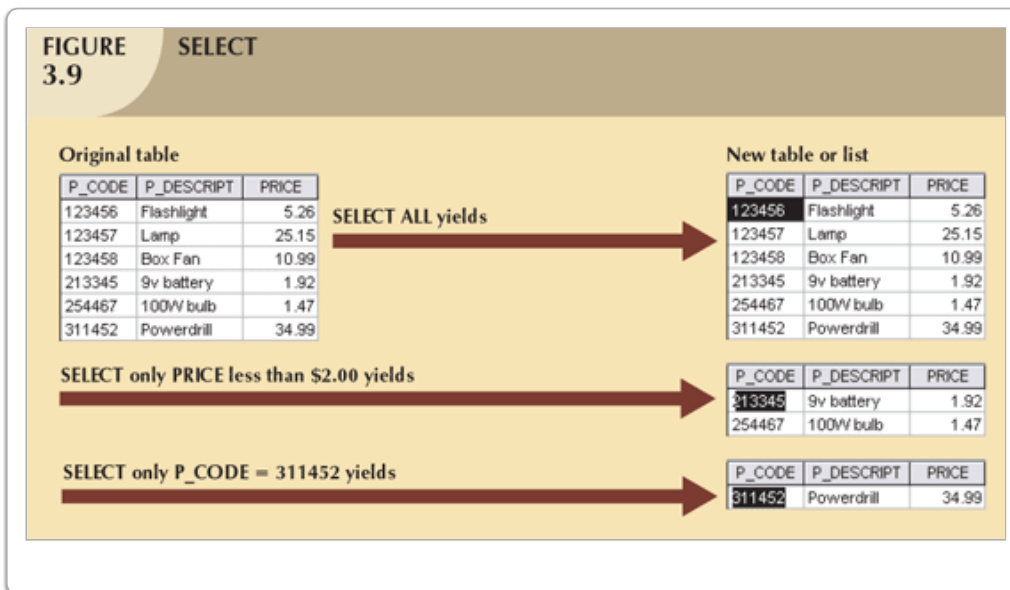 FIGURE 3.9
SELECT
Original table
P_CODE P_DESCRIPT PRICE
123456 Flashlight 5.26
123457 Lamp 25.15
123458 Box Fan 10.99
213345 9v battery 1.92
254467 100W bulb 1.47
311452 Powerdrill 34.99
SELECT ALL yields
New table or list
P_CODE P_DESCRIPT PRICE
123456 Flashlight 5.26
123457 Lamp 25.15
123458 Box Fan 10.99
213345 9v battery 1.92
254467 100W bulb 1.47
311452 Powerdrill 34.99
SELECT only PRICE less than $2.00 yields
P_CODE P_DESCRIPT PRICE
213345 9v battery 1.92
254467 100W bulb 1.47
SELECT only P_CODE = 311452 yields
P_CODE P_DESCRIPT PRICE
311452 Powerdrill 34.99